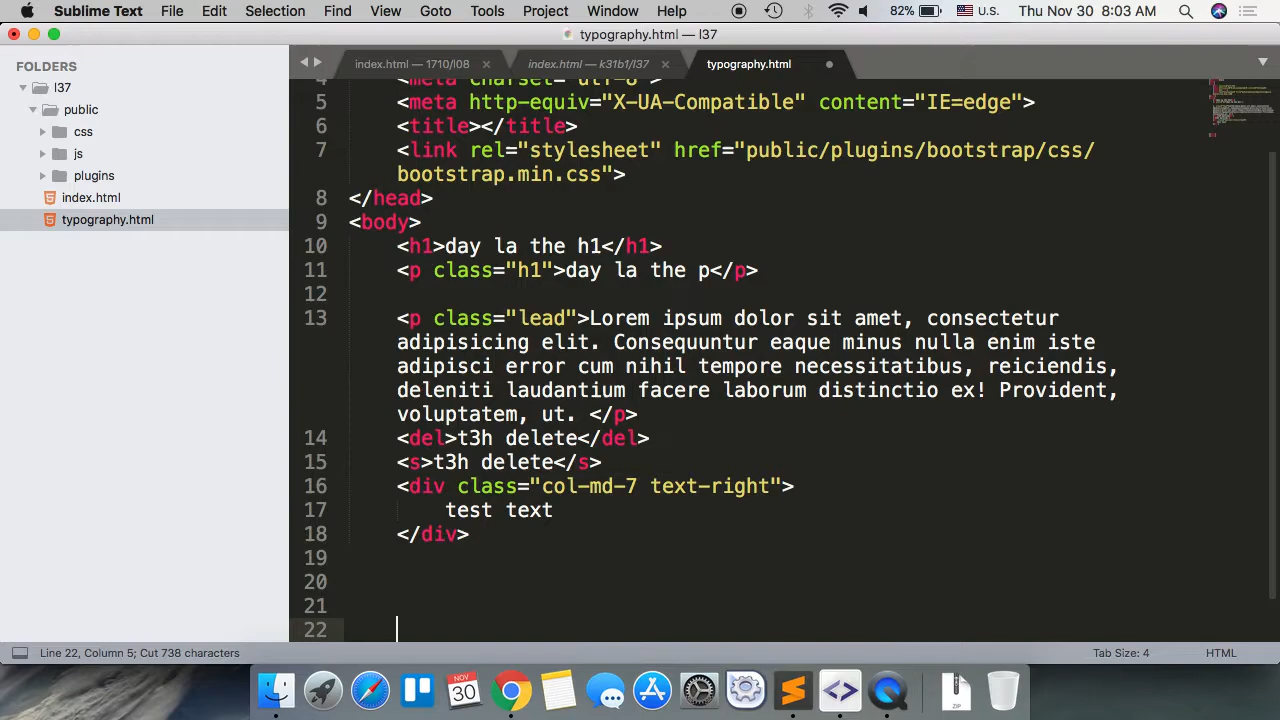 Sublime Text File Edit Selection Find View Goto Tools Project Window Help 82% U.S. Thu Nov 30 8:03 AM
typography.html — l37
FOLDERS
l37
public
css
js
plugins
index.html
typography.html
index.html — 1710/l08
index.html — k31b1/l37
typography.html
4 <meta charset="utf-8">
5 <meta http-equiv="X-UA-Compatible" content="IE=edge">
6 <title></title>
7 <link rel="stylesheet" href="public/plugins/bootstrap/css/
bootstrap.min.css">
8 </head>
9 <body>
10 <h1>day la the h1</h1>
11 <p class="h1">day la the p</p>
12
13 <p class="lead">Lorem ipsum dolor sit amet, consectetur
adipisicing elit. Consequuntur eaque minus nulla enim iste
adipisci error cum nihil tempore necessitatibus, reiciendis,
deleniti laudantium facere laborum distinctio ex! Provident,
voluptatem, ut. </p>
14 <del>t3h delete</del>
15 <s>t3h delete</s>
16 <div class="col-md-7 text-right">
17 test text
18 </div>
19
20
21
22
Line 22, Column 5; Cut 738 characters
Tab Size: 4
HTML
NOV
30
ZIP